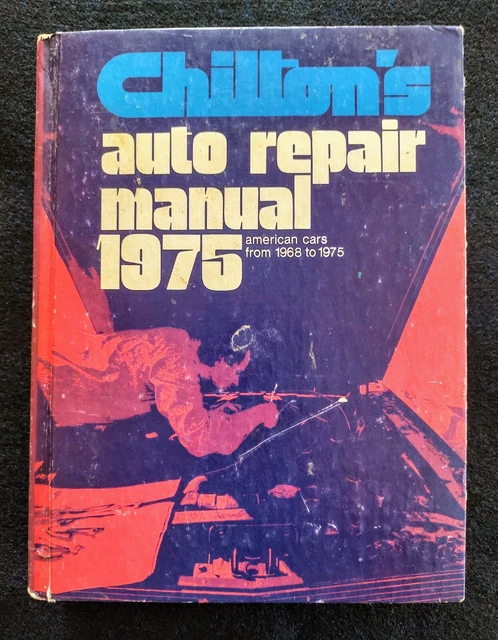 Chilton's
auto repair
manual
1975
american cars
from 1968 to 1975